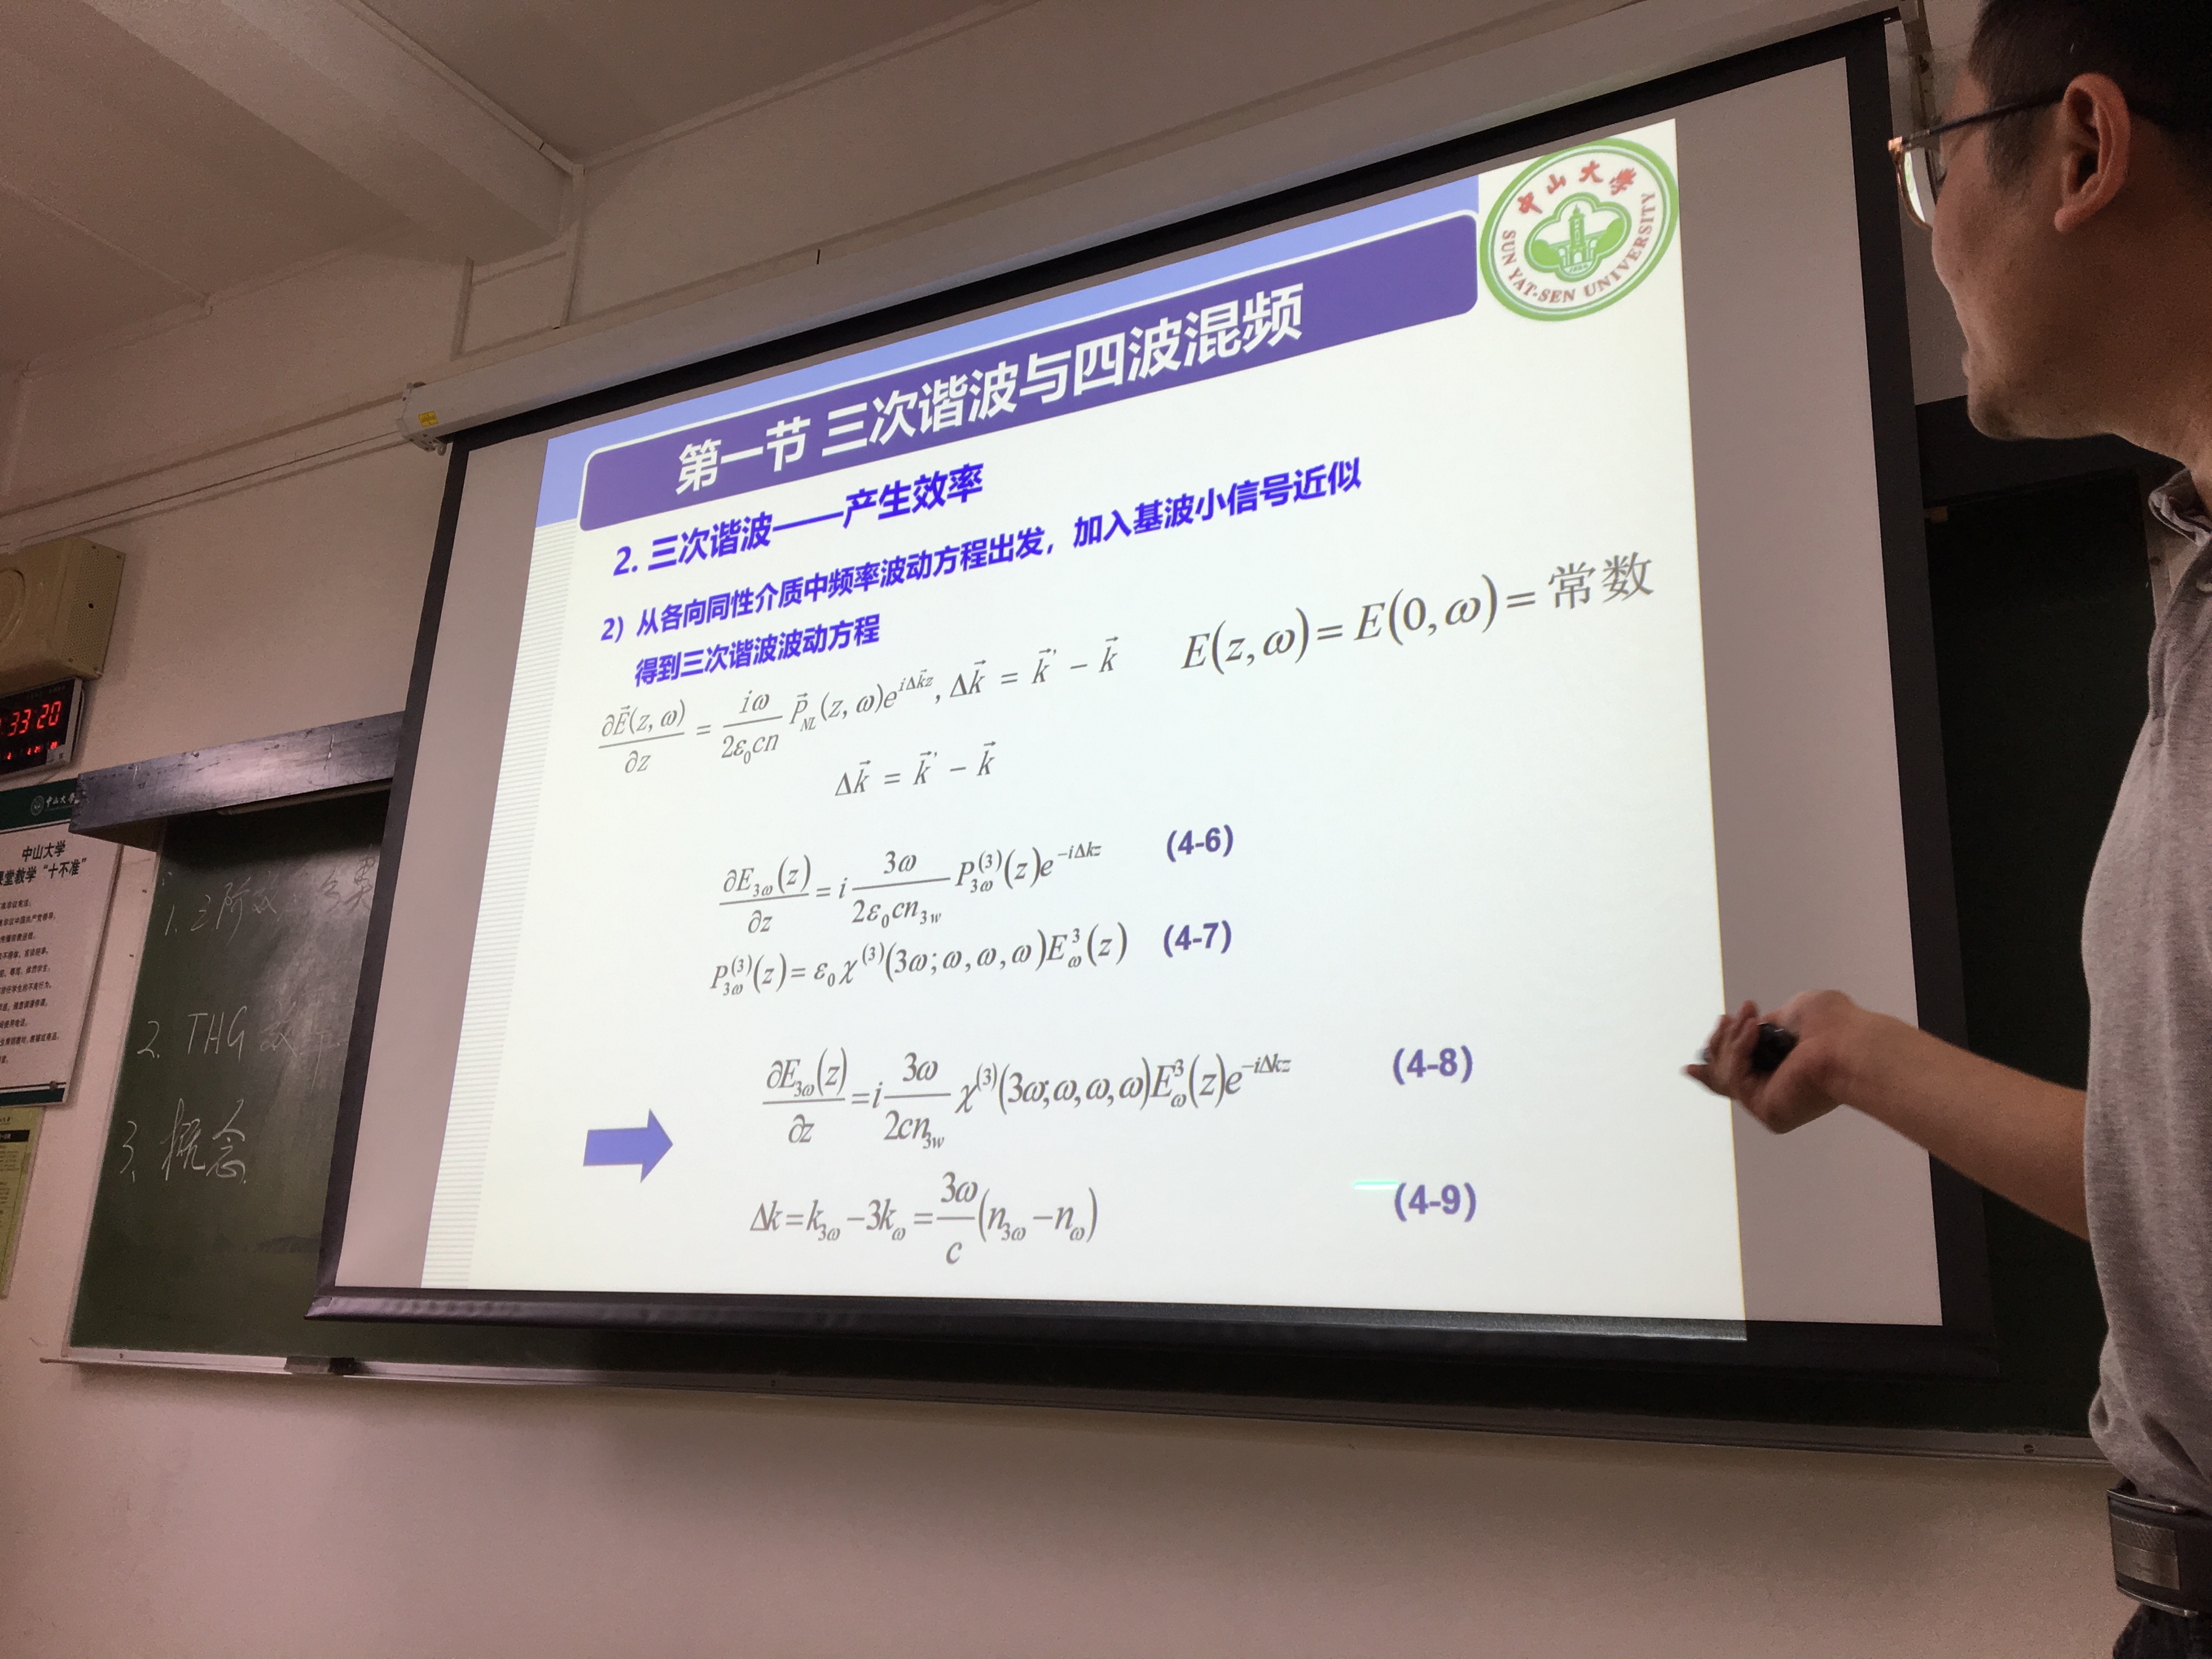 中山大学
SUN YAT-SEN UNIVERSITY
第一节 三次谐波与四波混频
2. 三次谐波——产生效率
2）从各向同性介质中频率波动方程出发，加入基波小信号近似
得到三次谐波波动方程
E(z,ω)=E(0,ω)=常数
∂E⃗(z,ω)/∂z = iω/(2ε₀cn) P⃗_NL(z,ω)e^{iΔk⃗z}, Δk⃗ = k⃗' − k⃗
Δk⃗ = k⃗' − k⃗
∂E_{3ω}(z)/∂z = i 3ω/(2ε₀cn_{3w}) P_{3ω}^{(3)}(z)e^{−iΔkz} (4-6)
P_{3ω}^{(3)}(z) = ε₀χ^{(3)}(3ω;ω,ω,ω)E_ω^3(z) (4-7)
∂E_{3ω}(z)/∂z = i 3ω/(2cn_{3w}) χ^{(3)}(3ω;ω,ω,ω)E_ω^3(z)e^{−iΔkz} (4-8)
Δk=k_{3ω}−3k_ω=3ω/c(n_{3ω}−n_ω) (4-9)
33 20
中山大学
中山大学
课堂教学“十不准”
1. 三阶
2. THG
3. 概念